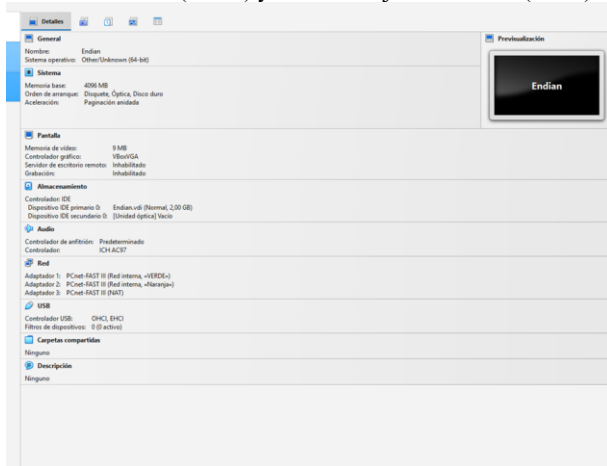 Detalles
General
Previsualización
Nombre: Endian
Sistema operativo: Other/Unknown (64-bit)
Endian
Sistema
Memoria base: 4096 MB
Orden de arranque: Disquete, Óptica, Disco duro
Aceleración: Paginación anidada
Pantalla
Memoria de vídeo: 9 MB
Controlador gráfico: VBoxVGA
Servidor de escritorio remoto: Inhabilitado
Grabación: Inhabilitado
Almacenamiento
Controlador: IDE
Dispositivo IDE primario 0: Endian.vdi (Normal, 2,00 GB)
Dispositivo IDE secundario 0: [Unidad óptica] Vacío
Audio
Controlador de anfitrión: Predeterminado
Controlador: ICH AC97
Red
Adaptador 1: PCnet-FAST III (Red interna, «VERDE»)
Adaptador 2: PCnet-FAST III (Red interna, «Naranja»)
Adaptador 3: PCnet-FAST III (NAT)
USB
Controlador USB: OHCI, EHCI
Filtros de dispositivos: 0 (0 activo)
Carpetas compartidas
Ninguno
Descripción
Ninguno